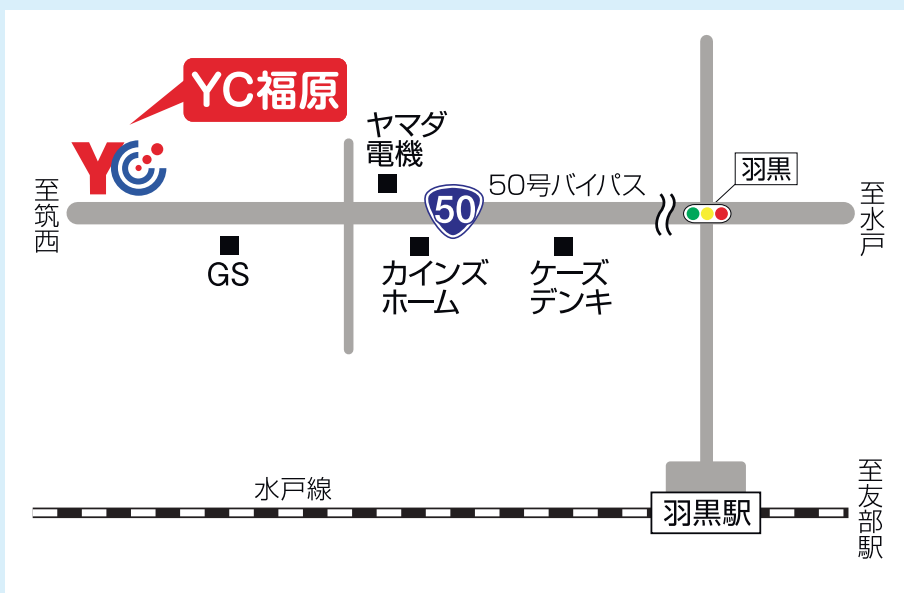 YC福原
YC
ヤマダ
電機
50号バイパス
50
羽黒
至筑西
至水戸
GS
カインズ
ホーム
ケーズ
デンキ
水戸線
羽黒駅
至友部駅